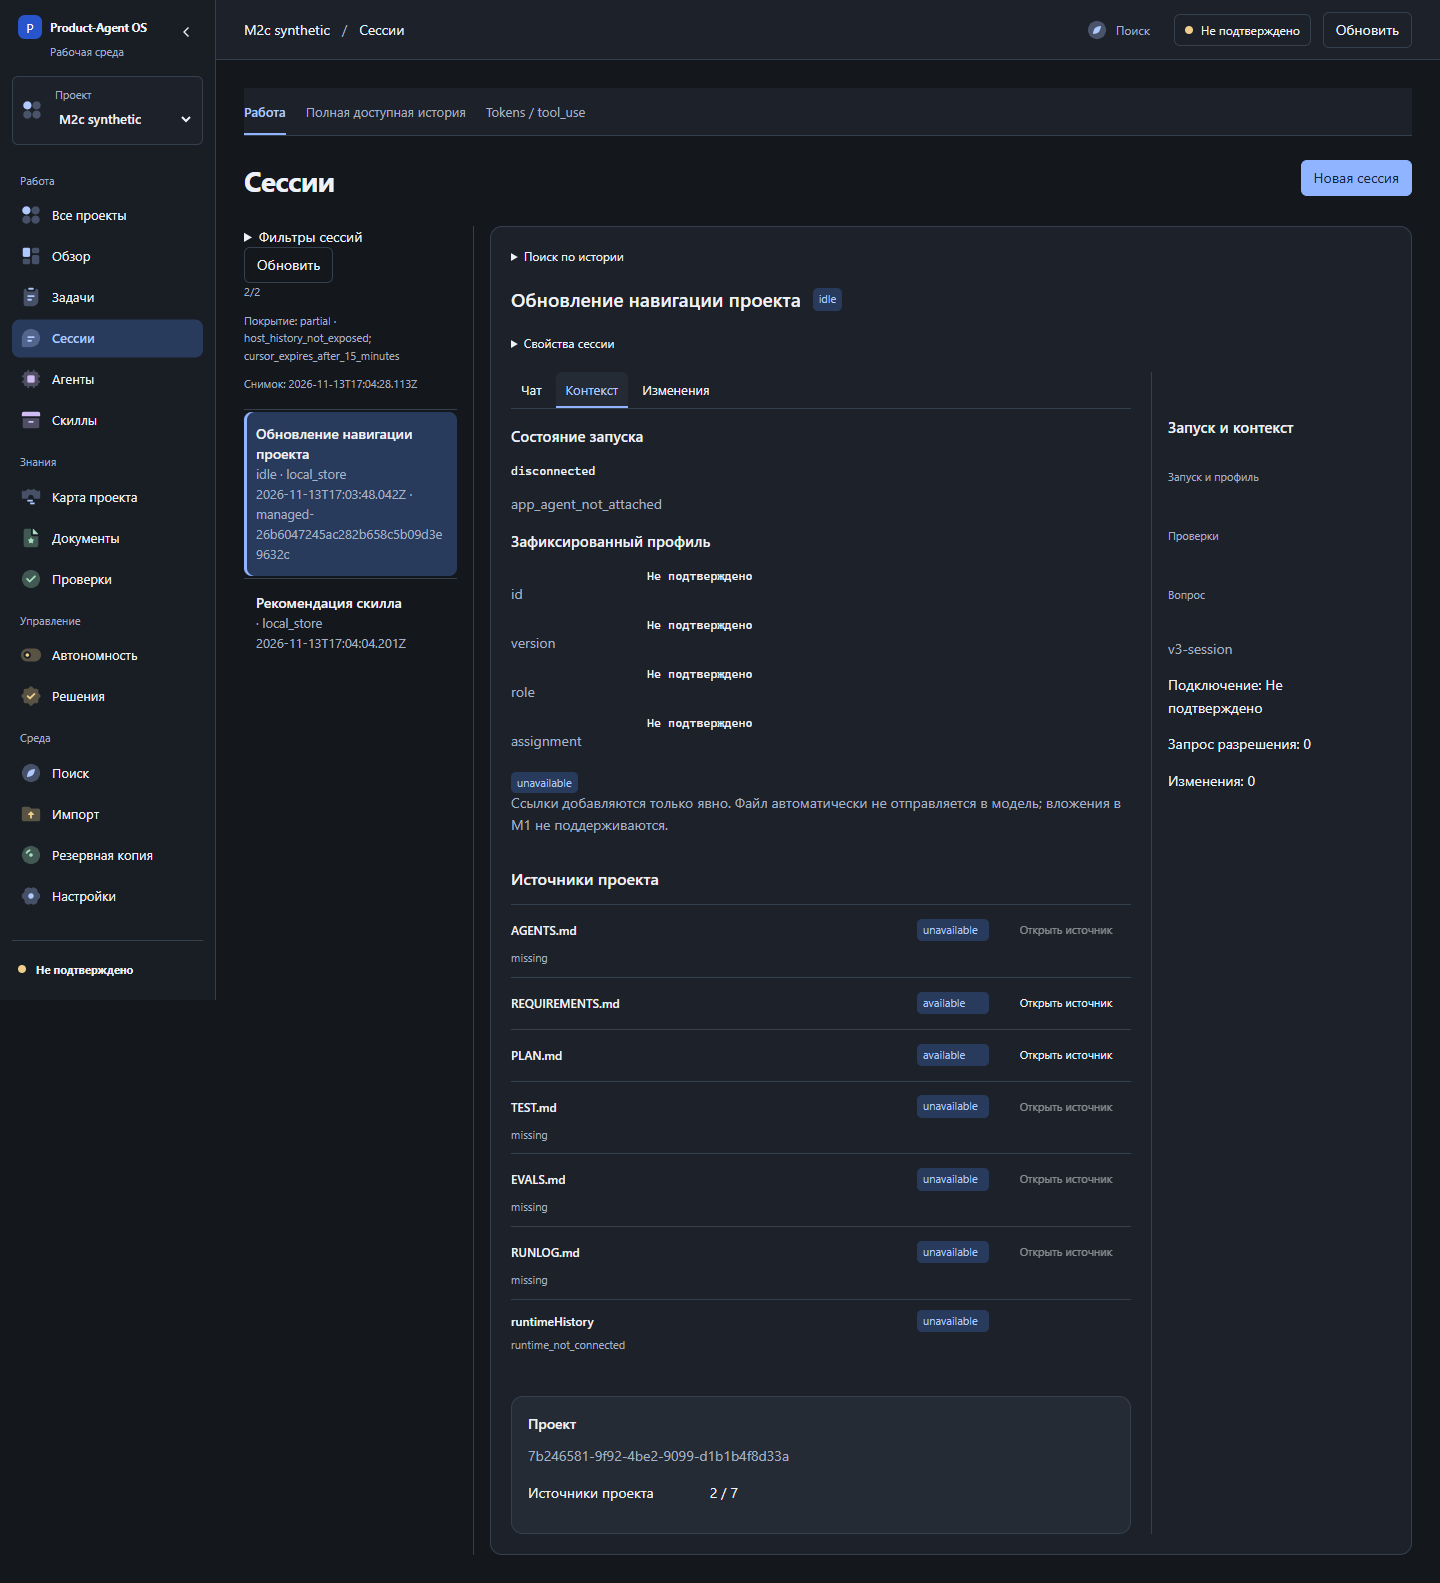 P
Product-Agent OS
Рабочая среда
Проект
M2c synthetic
Работа
Все проекты
Обзор
Задачи
Сессии
Агенты
Скиллы
Знания
Карта проекта
Документы
Проверки
Управление
Автономность
Решения
Среда
Поиск
Импорт
Резервная копия
Настройки
Не подтверждено
M2c synthetic / Сессии
Поиск
Не подтверждено
Обновить
Работа
Полная доступная история
Tokens / tool_use
Сессии
Новая сессия
Фильтры сессий
Обновить
2/2
Покрытие: partial ·
host_history_not_exposed;
cursor_expires_after_15_minutes
Снимок: 2026-11-13T17:04:28.113Z
Обновление навигации
проекта
idle · local_store
2026-11-13T17:03:48.042Z ·
managed-
26b6047245ac282b658c5b09d3e
9632c
Рекомендация скилла
· local_store
2026-11-13T17:04:04.201Z
Поиск по истории
Обновление навигации проекта
idle
Свойства сессии
Чат
Контекст
Изменения
Состояние запуска
disconnected
app_agent_not_attached
Зафиксированный профиль
Не подтверждено
id
Не подтверждено
version
Не подтверждено
role
Не подтверждено
assignment
unavailable
Ссылки добавляются только явно. Файл автоматически не отправляется в модель; вложения в
M1 не поддерживаются.
Источники проекта
AGENTS.md
unavailable
Открыть источник
missing
REQUIREMENTS.md
available
Открыть источник
PLAN.md
available
Открыть источник
TEST.md
unavailable
Открыть источник
missing
EVALS.md
unavailable
Открыть источник
missing
RUNLOG.md
unavailable
Открыть источник
missing
runtimeHistory
unavailable
runtime_not_connected
Проект
7b246581-9f92-4be2-9099-d1b1b4f8d33a
Источники проекта
2 / 7
Запуск и контекст
Запуск и профиль
Проверки
Вопрос
v3-session
Подключение: Не
подтверждено
Запрос разрешения: 0
Изменения: 0